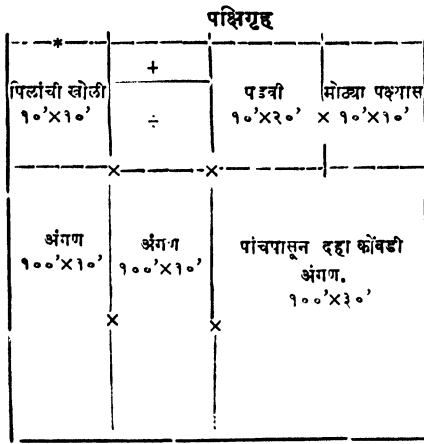 पक्षिगृह
*
पिलांची खोली
१०'×१०'
+
÷
पडवी
१०'×२०'
मोठ्या पक्ष्यास
× १०'×१०'
× ×
अंगण
१००'×१०'
अंगण
१००'×१०'
पांचपासून दहा कोंबडी
अंगण.
१००'×३०'
× ×